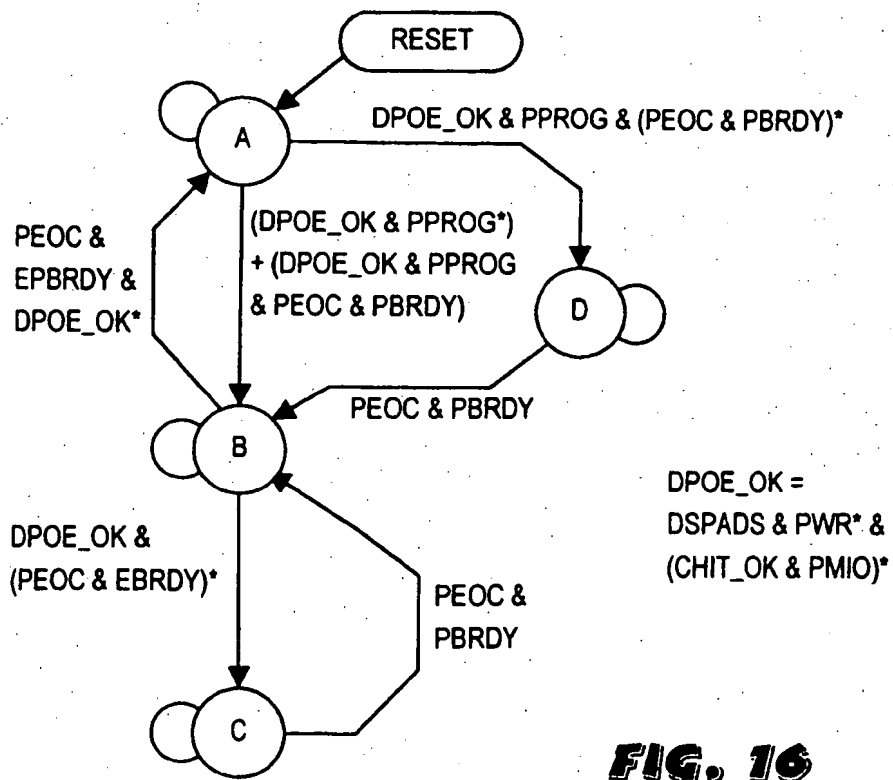 RESET
A
DPOE_OK & PPROG & (PEOC & PBRDY)*
PEOC &
EPBRDY &
DPOE_OK*
(DPOE_OK & PPROG*)
+ (DPOE_OK & PPROG
& PEOC & PBRDY)
D
PEOC & PBRDY
B
DPOE_OK &
(PEOC & EBRDY)*
PEOC &
PBRDY
DPOE_OK =
DSPADS & PWR* &
(CHIT_OK & PMIO)*
C
FIG. 16